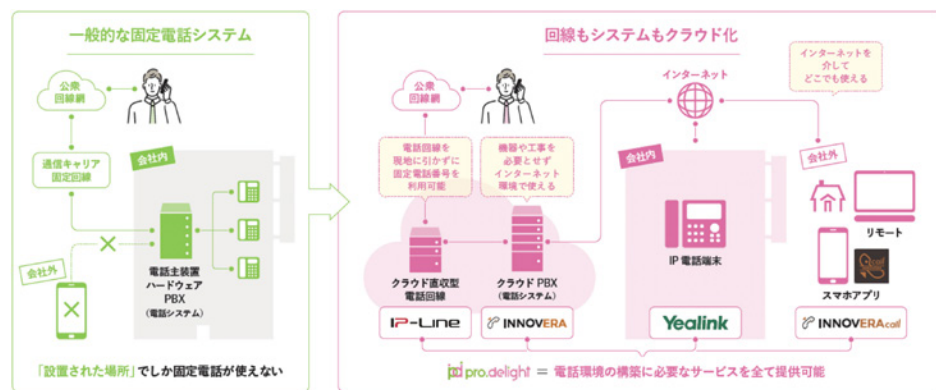 一般的な固定電話システム
公衆
回線網
通信キャリア
固定回線
会社内
会社外
電話主装置
ハードウェア
PBX
(電話システム)
「設置された場所」でしか固定電話が使えない
回線もシステムもクラウド化
公衆
回線網
電話回線を
現地に引かずに
固定電話番号を
利用可能
機器や工事を
必要とせず
インターネット
環境で使える
インターネット
インターネットを
介して
どこでも使える
会社内
会社外
クラウド直収型
電話回線
クラウド PBX
(電話システム)
IP 電話端末
リモート
スマホアプリ
IP-Line
INNOVERA
Yealink
INNOVERAcall
pro.delight = 電話環境の構築に必要なサービスを全て提供可能